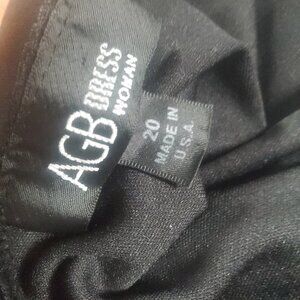 AGB DRESS
WOMAN
20
MADE IN
U.S.A.